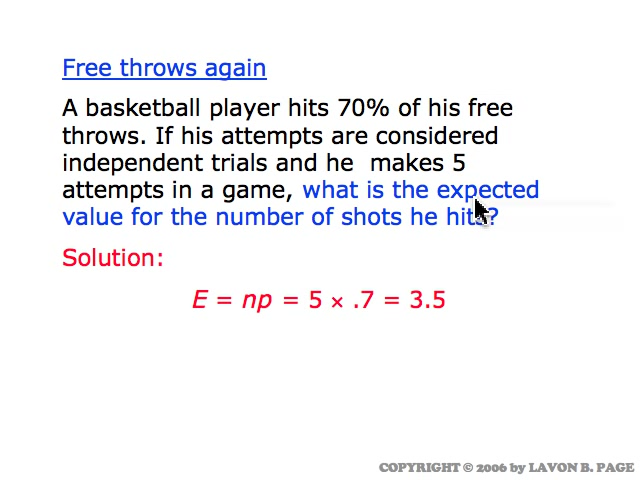 Free throws again
A basketball player hits 70% of his free
throws. If his attempts are considered
independent trials and he makes 5
attempts in a game, what is the expected
value for the number of shots he hits?
Solution:
E = np = 5 × .7 = 3.5
COPYRIGHT © 2006 by LAVON B. PAGE